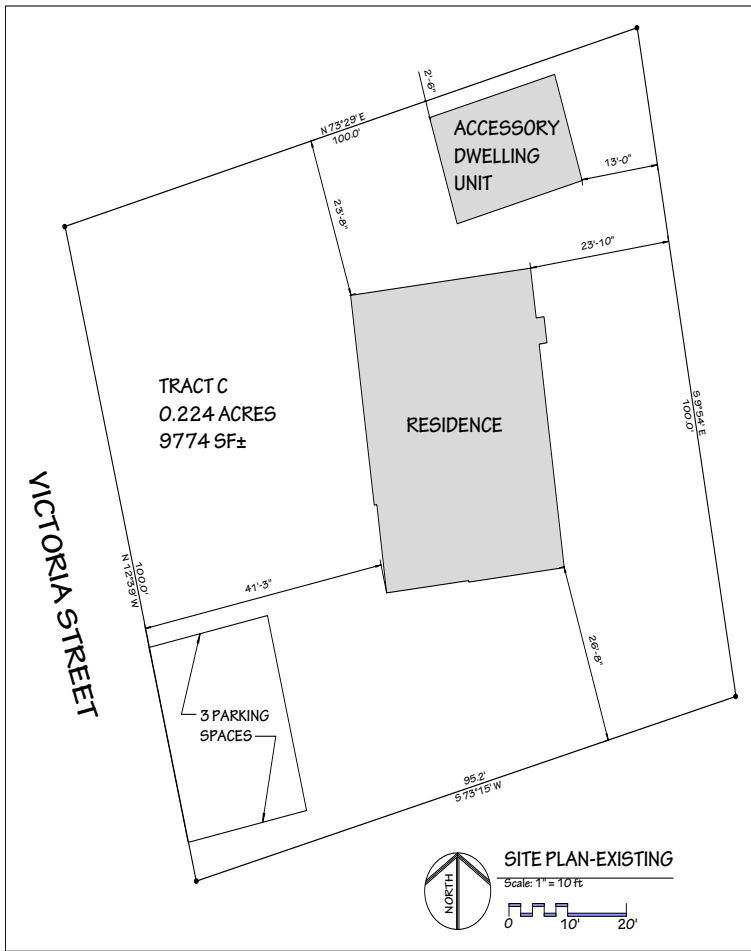 2'-6"
N 73°29' E
100.0'
ACCESSORY
DWELLING
UNIT
13'-0"
23'-8"
23'-10"
TRACT C
0.224 ACRES
9774 SF±
RESIDENCE
S 9°54' E
100.0'
VICTORIA STREET
100.0'
N 12°39' W
41'-3"
26'-8"
3 PARKING
SPACES
95.2'
S 73°15' W
NORTH
SITE PLAN-EXISTING
Scale: 1" = 10 ft
0 10' 20'